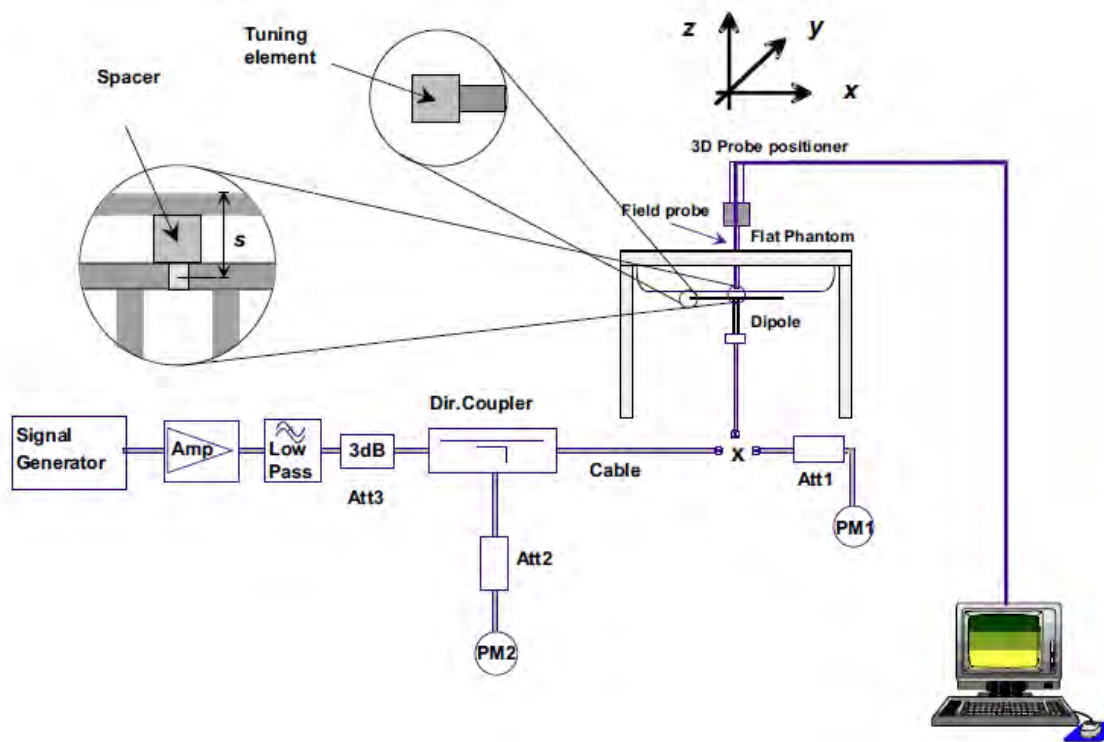 Tuning
element
Spacer
z
y
x
3D Probe positioner
Field probe
s
Flat Phantom
Dipole
Dir.Coupler
Signal
Generator
Amp
Low
Pass
3dB
Att3
Cable
x
Att1
PM1
Att2
PM2